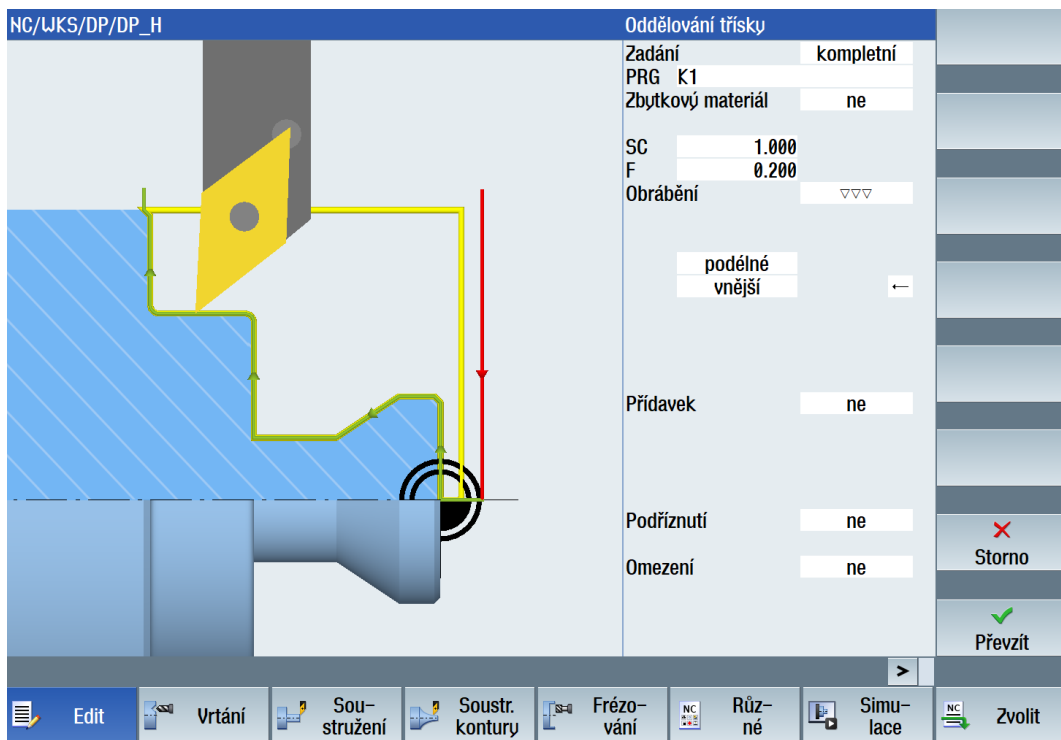 NC/WKS/DP/DP_H
Oddělování třísky
Zadání kompletní
PRG K1
Zbytkový materiál ne
SC 1.000
F 0.200
Obrábění ▽▽▽
podélné
vnější ←
Přídavek ne
Podříznutí ne
Omezení ne
Storno
Převzít
>
Edit
Vrtání
Sou-
stružení
Soustr.
kontury
Frézo-
vání
NC
Růz-
né
Simu-
lace
NC
Zvolit